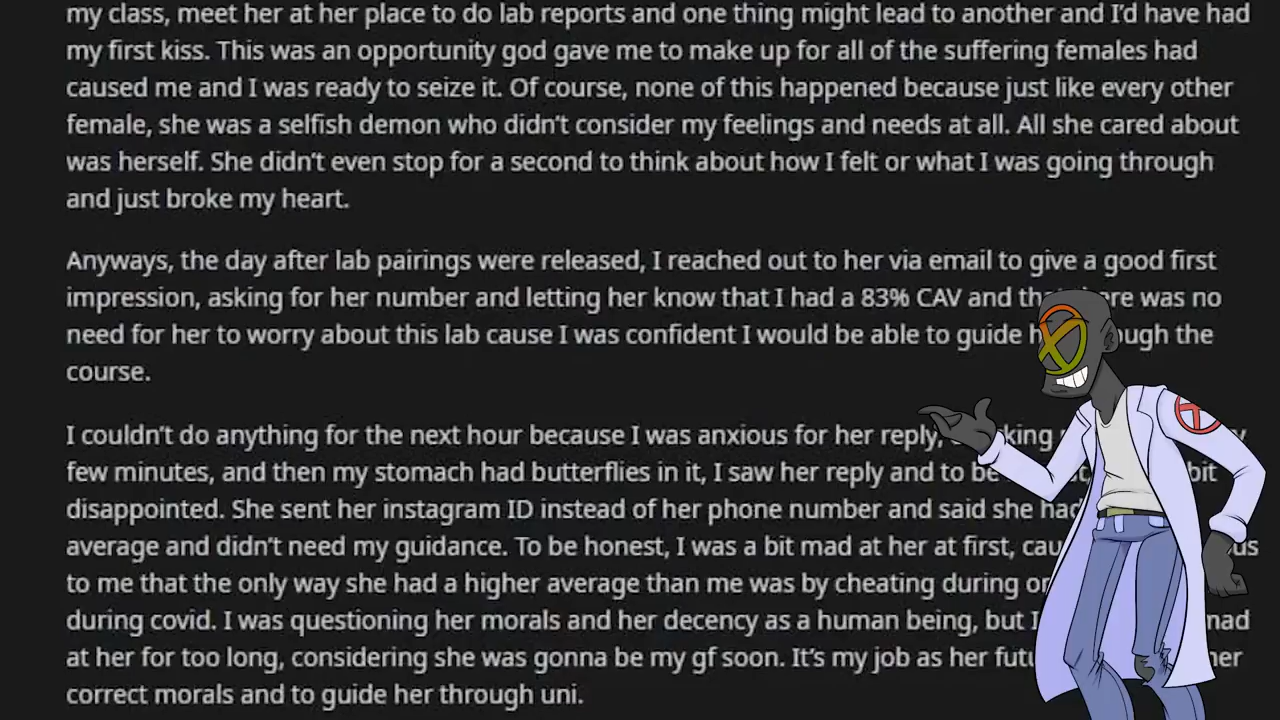 my class, meet her at her place to do lab reports and one thing might lead to another and I'd have had
my first kiss. This was an opportunity god gave me to make up for all of the suffering females had
caused me and I was ready to seize it. Of course, none of this happened because just like every other
female, she was a selfish demon who didn't consider my feelings and needs at all. All she cared about
was herself. She didn't even stop for a second to think about how I felt or what I was going through
and just broke my heart.
Anyways, the day after lab pairings were released, I reached out to her via email to give a good first
impression, asking for her number and letting her know that I had a 83% CAV and there was no
need for her to worry about this lab cause I was confident I would be able to guide the
course.
I couldn't do anything for the next hour because I was anxious for her reply,
few minutes, and then my stomach had butterflies in it, I saw her reply and to be bit
disappointed. She sent her instagram ID instead of her phone number and said she
average and didn't need my guidance. To be honest, I was a bit mad at her at first,
to me that the only way she had a higher average than me was by cheating during
during covid. I was questioning her morals and her decency as a human being, but I mad
at her for too long, considering she was gonna be my gf soon. It's my job as her
correct morals and to guide her through uni.